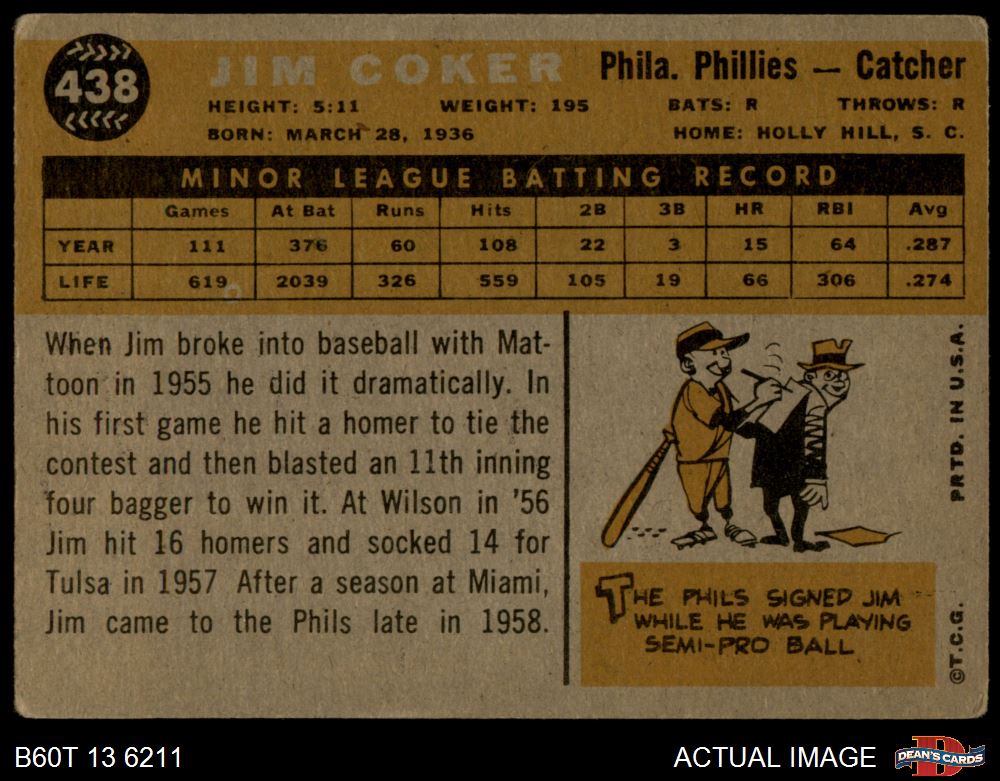 438
JIM COKER
Phila. Phillies — Catcher
HEIGHT: 5:11 WEIGHT: 195 BATS: R THROWS: R
BORN: MARCH 28, 1936 HOME: HOLLY HILL, S. C.
MINOR LEAGUE BATTING RECORD
Games At Bat Runs Hits 2B 3B HR RBI Avg
YEAR 111 376 60 108 22 3 15 64 .287
LIFE 619 2039 326 559 105 19 66 306 .274
When Jim broke into baseball with Mat-
toon in 1955 he did it dramatically. In
his first game he hit a homer to tie the
contest and then blasted an 11th inning
four bagger to win it. At Wilson in '56
Jim hit 16 homers and socked 14 for
Tulsa in 1957 After a season at Miami,
Jim came to the Phils late in 1958.
THE PHILS SIGNED JIM
WHILE HE WAS PLAYING
SEMI-PRO BALL
©T.C.G. PRTD. IN U.S.A.
B60T 13 6211
ACTUAL IMAGE
D
DEAN'S CARDS